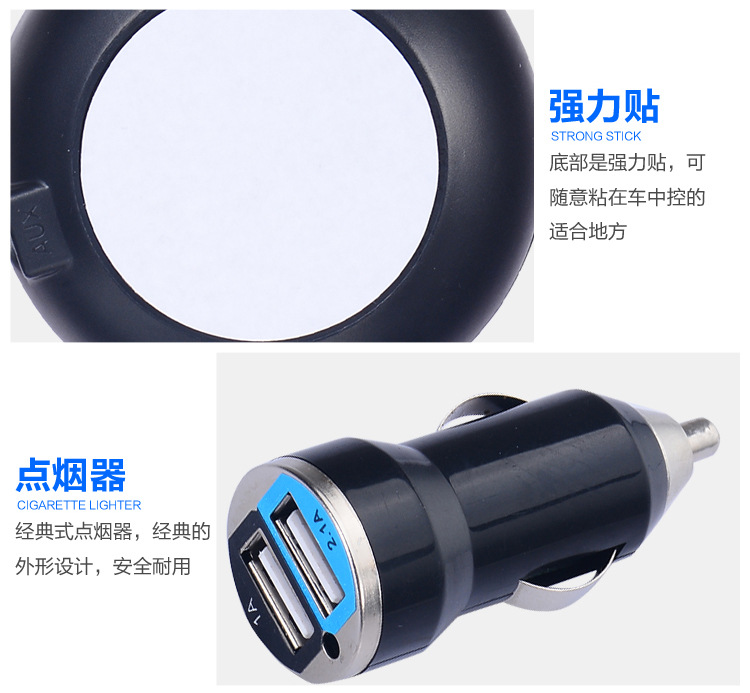 强力贴
STRONG STICK
底部是强力贴，可
随意粘在车中控的
适合地方
AUX
点烟器
CIGARETTE LIGHTER
经典式点烟器，经典的
外形设计，安全耐用
2.1A
1A